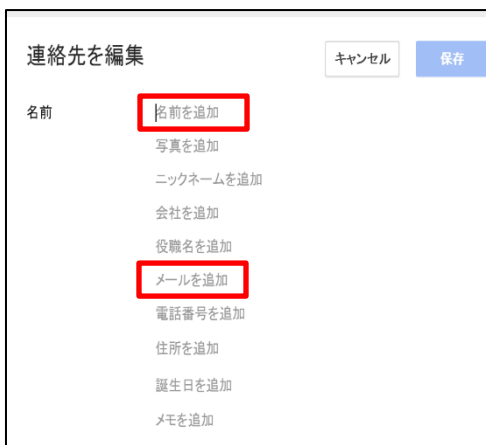 連絡先を編集 キャンセル 保存
名前 名前を追加
写真を追加
ニックネームを追加
会社を追加
役職名を追加
メールを追加
電話番号を追加
住所を追加
誕生日を追加
メモを追加